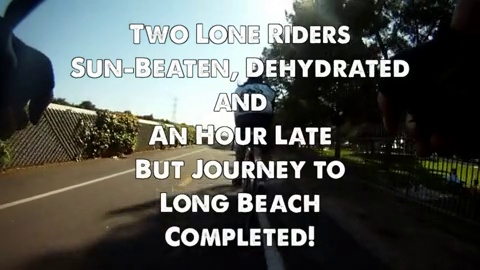 Two Lone Riders
Sun-Beaten, Dehydrated
and
An Hour Late
But Journey to
Long Beach
Completed!